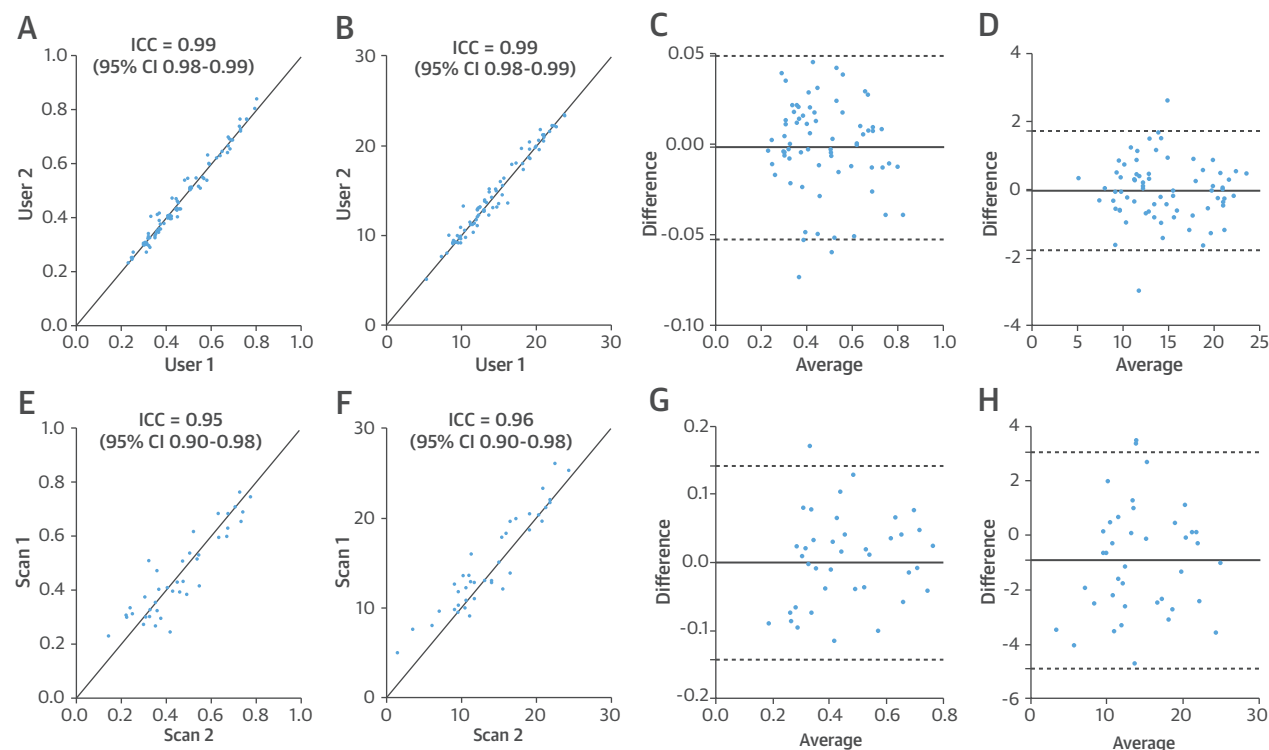 A
ICC = 0.99
(95% CI 0.98-0.99)
1.0
0.8
0.6
0.4
0.2
0.0
User 2
0.0 0.2 0.4 0.6 0.8 1.0
User 1
B
ICC = 0.99
(95% CI 0.98-0.99)
30
20
10
0
User 2
0 10 20 30
User 1
C
0.05
0.00
-0.05
-0.10
Difference
0.0 0.2 0.4 0.6 0.8 1.0
Average
D
4
2
0
-2
-4
Difference
0 5 10 15 20 25
Average
E
ICC = 0.95
(95% CI 0.90-0.98)
1.0
0.8
0.6
0.4
0.2
0.0
Scan 1
0.0 0.2 0.4 0.6 0.8 1.0
Scan 2
F
ICC = 0.96
(95% CI 0.90-0.98)
30
20
10
0
Scan 1
0 10 20 30
Scan 2
G
0.2
0.1
0.0
-0.1
-0.2
Difference
0.0 0.2 0.4 0.6 0.8
Average
H
4
2
0
-2
-4
-6
Difference
0 10 20 30
Average